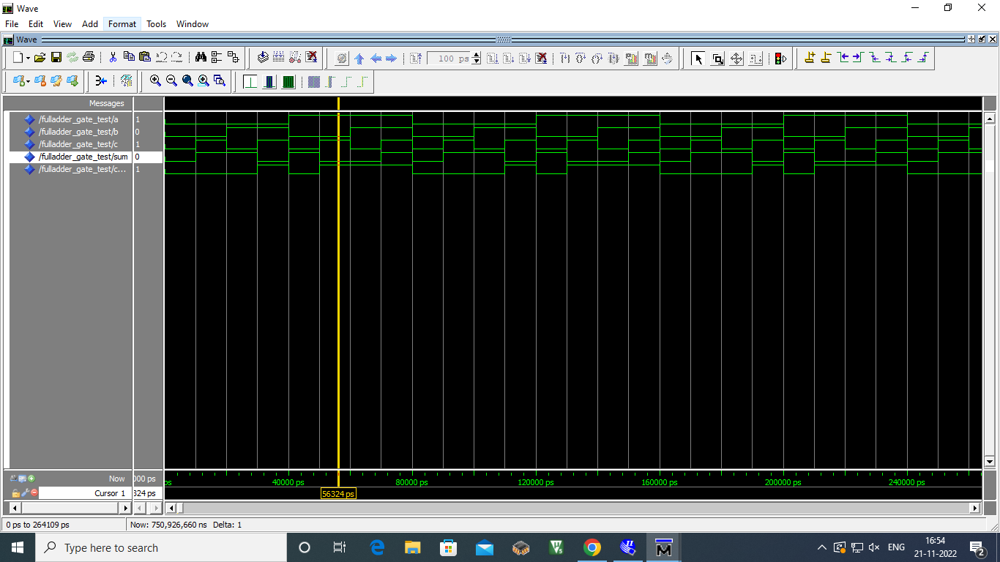 Wave
File Edit View Add Format Tools Window
Wave
100 ps
Messages
/fulladder_gate_test/a 1
/fulladder_gate_test/b 0
/fulladder_gate_test/c 1
/fulladder_gate_test/sum 0
/fulladder_gate_test/c... 1
Now 000 ps ps 40000 ps 80000 ps 120000 ps 160000 ps 200000 ps 240000 ps
Cursor 1 324 ps 56324 ps
0 ps to 264109 ps Now: 750,926,660 ns Delta: 1
Type here to search
ENG 16:54
21-11-2022
2